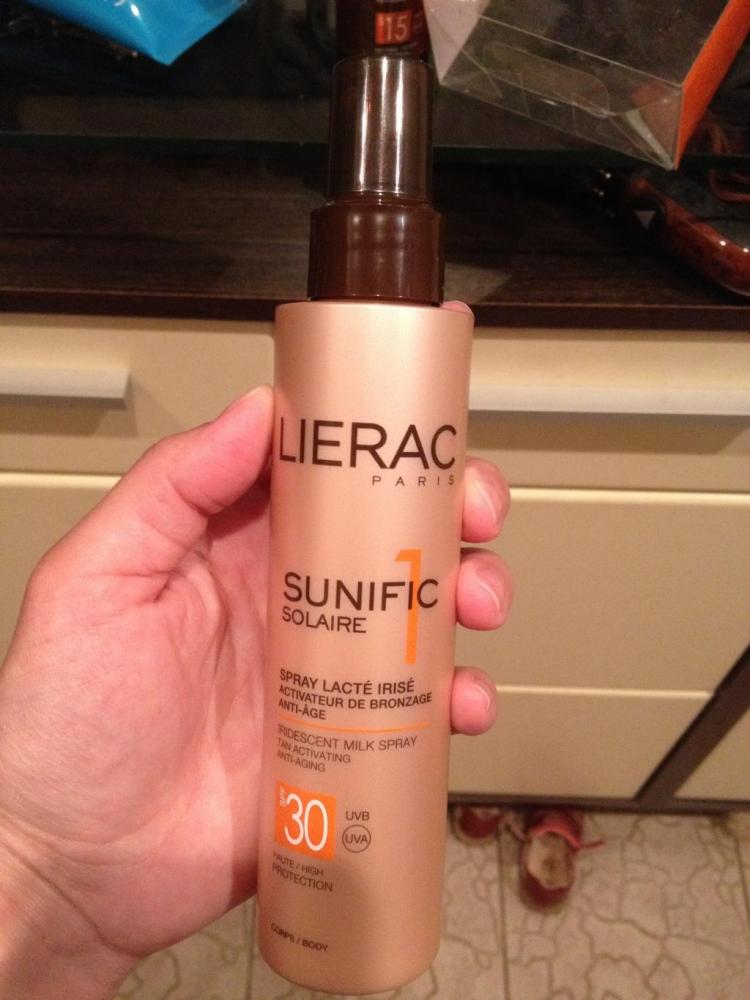 15
LIERAC
PARIS
SUNIFIC 1
SOLAIRE
SPRAY LACTÉ IRISÉ
ACTIVATEUR DE BRONZAGE
ANTI-ÂGE
IRIDESCENT MILK SPRAY
TAN ACTIVATING
ANTI-AGING
SPF 30
UVB
UVA
HAUTE / HIGH
PROTECTION
CORPS / BODY